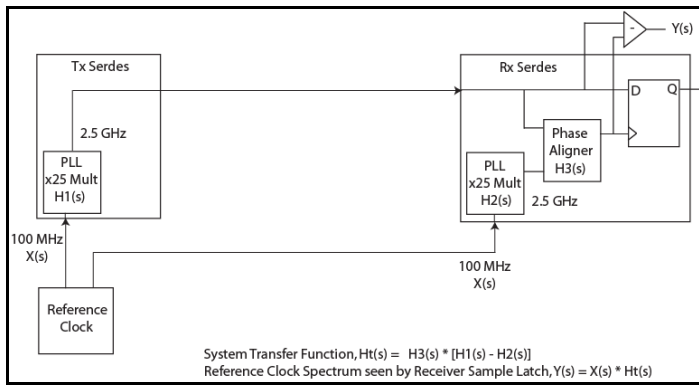 Y(s)
-
Tx Serdes
Rx Serdes
D
Q
2.5 GHz
Phase
Aligner
H3(s)
PLL
x25 Mult
H1(s)
PLL
x25 Mult
H2(s)
2.5 GHz
100 MHz
X(s)
100 MHz
X(s)
Reference
Clock
System Transfer Function, Ht(s) = H3(s) * [H1(s) - H2(s)]
Reference Clock Spectrum seen by Receiver Sample Latch, Y(s) = X(s) * Ht(s)